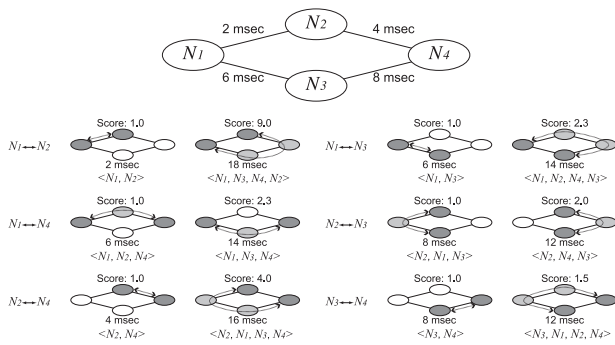 N2
2 msec
4 msec
N1
N4
6 msec
8 msec
N3
Score: 1.0
9.0
Score: 1.0
Score: 2.3
N1↔N2
N1↔N3
2 msec
18 msec
6 msec
14 msec
<N1, N2>
<N1, N3, N4, N2>
<N1, N3>
<N1, N2, N4, N3>
Score: 1.0
Score: 2.3
Score: 1.0
Score: 2.0
N1↔N4
N2↔N3
6 msec
14 msec
8 msec
12 msec
<N1, N2, N4>
<N1, N3, N4>
<N2, N1, N3>
<N2, N4, N3>
Score: 1.0
Score: 4.0
Score: 1.0
Score: 1.5
N2↔N4
N3↔N4
4 msec
16 msec
8 msec
12 msec
<N2, N4>
<N2, N1, N3, N4>
<N3, N4>
<N3, N1, N2, N4>